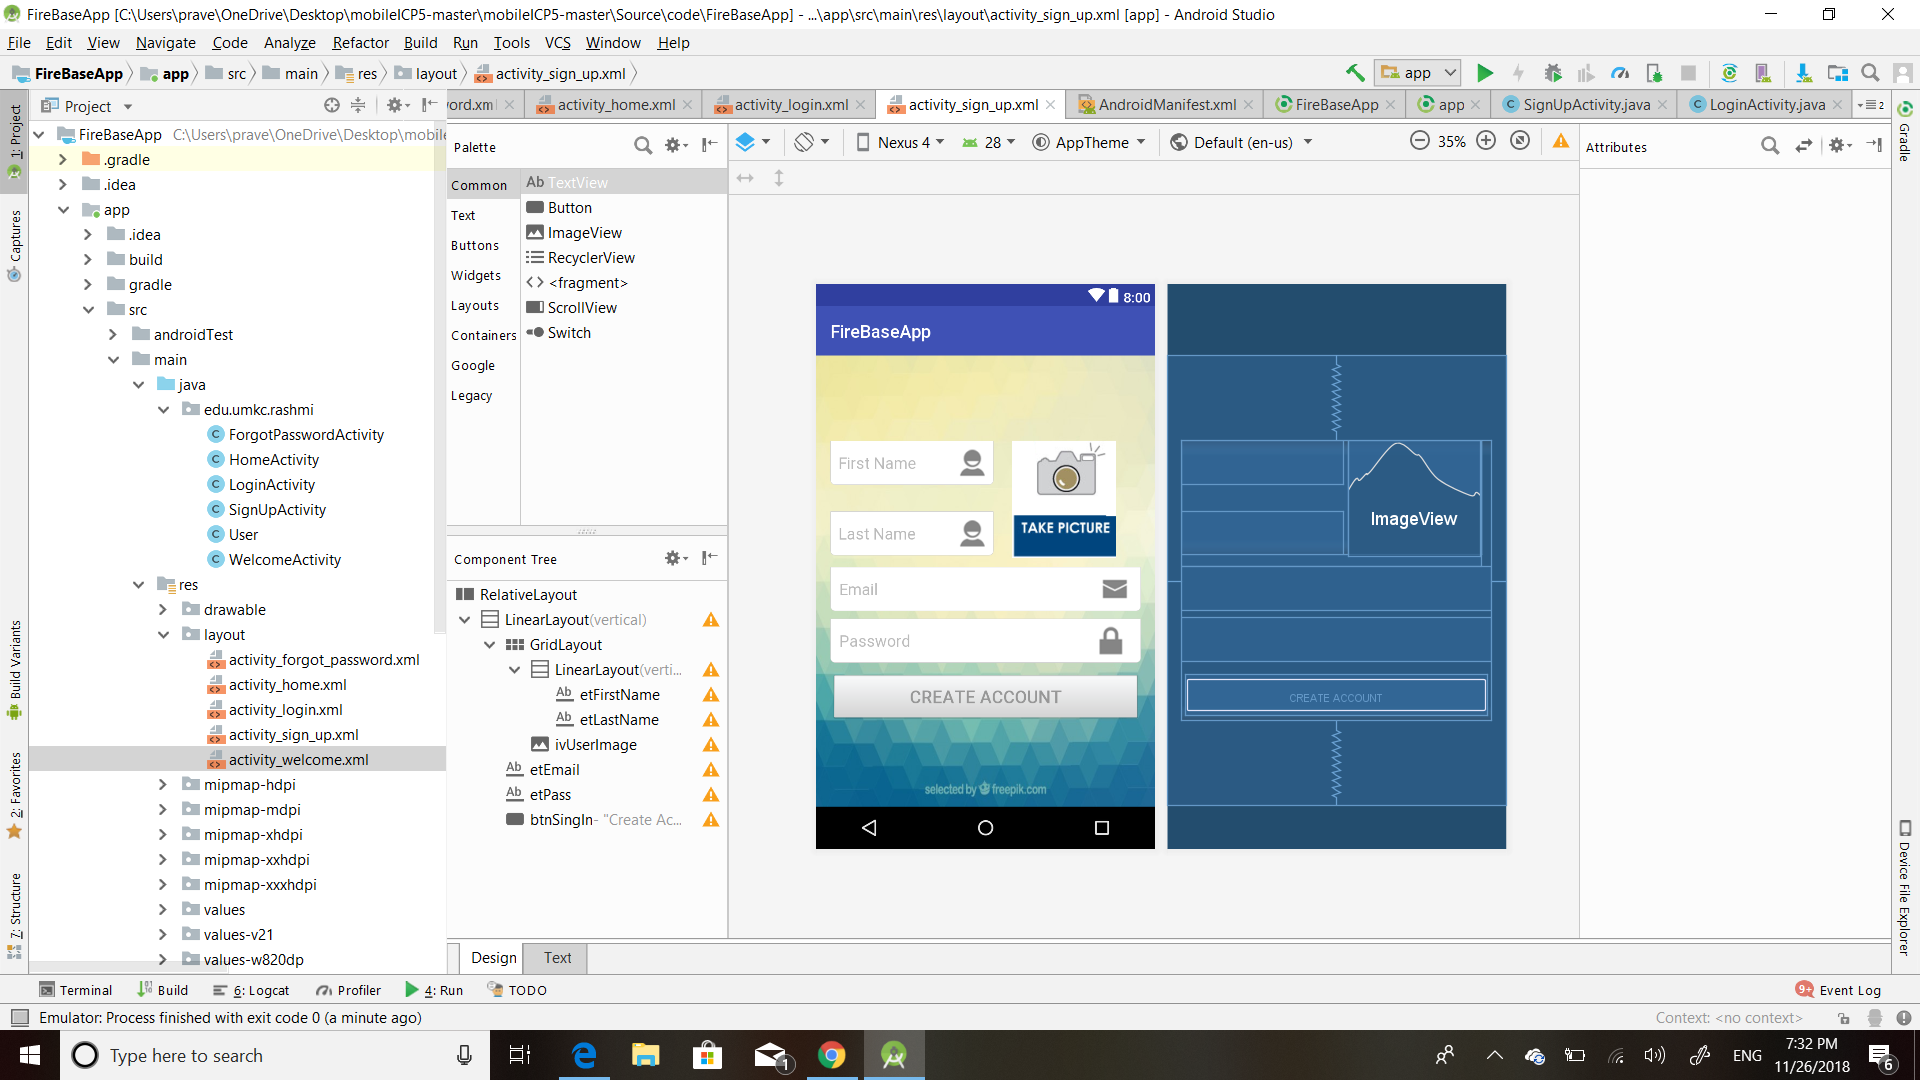 FireBaseApp [C:\Users\prave\OneDrive\Desktop\mobileICP5-master\mobileICP5-master\Source\code\FireBaseApp] - ...\app\src\main\res\layout\activity_sign_up.xml [app] - Android Studio
File Edit View Navigate Code Analyze Refactor Build Run Tools VCS Window Help
FireBaseApp app src main res layout activity_sign_up.xml
app
Project
ord.xm activity_home.xml activity_login.xml activity_sign_up.xml AndroidManifest.xml FireBaseApp app SignUpActivity.java LoginActivity.java 2
FireBaseApp C:\Users\prave\OneDrive\Desktop\mobile
.gradle
.idea
app
.idea
build
gradle
src
androidTest
main
java
edu.umkc.rashmi
ForgotPasswordActivity
HomeActivity
LoginActivity
SignUpActivity
User
WelcomeActivity
res
drawable
layout
activity_forgot_password.xml
activity_home.xml
activity_login.xml
activity_sign_up.xml
activity_welcome.xml
mipmap-hdpi
mipmap-mdpi
mipmap-xhdpi
mipmap-xxhdpi
mipmap-xxxhdpi
values
values-v21
values-w820dp
1: Project
Captures
Build Variants
2: Favorites
7: Structure
Palette
Common
Text
Buttons
Widgets
Layouts
Containers
Google
Legacy
Ab TextView
Button
ImageView
RecyclerView
<fragment>
ScrollView
Switch
Component Tree
RelativeLayout
LinearLayout(vertical)
GridLayout
LinearLayout(verti...
Ab etFirstName
Ab etLastName
ivUserImage
Ab etEmail
Ab etPass
btnSingIn- "Create Ac...
Nexus 4 28 AppTheme Default (en-us) 35%
8:00
FireBaseApp
First Name
Last Name
TAKE PICTURE
Email
Password
CREATE ACCOUNT
selected by freepik.com
ImageView
CREATE ACCOUNT
Attributes
Gradle
Device File Explorer
Design Text
Terminal Build 6: Logcat Profiler 4: Run TODO
9+ Event Log
Emulator: Process finished with exit code 0 (a minute ago)
Context: <no context>
Type here to search
1
ENG
7:32 PM
11/26/2018
6